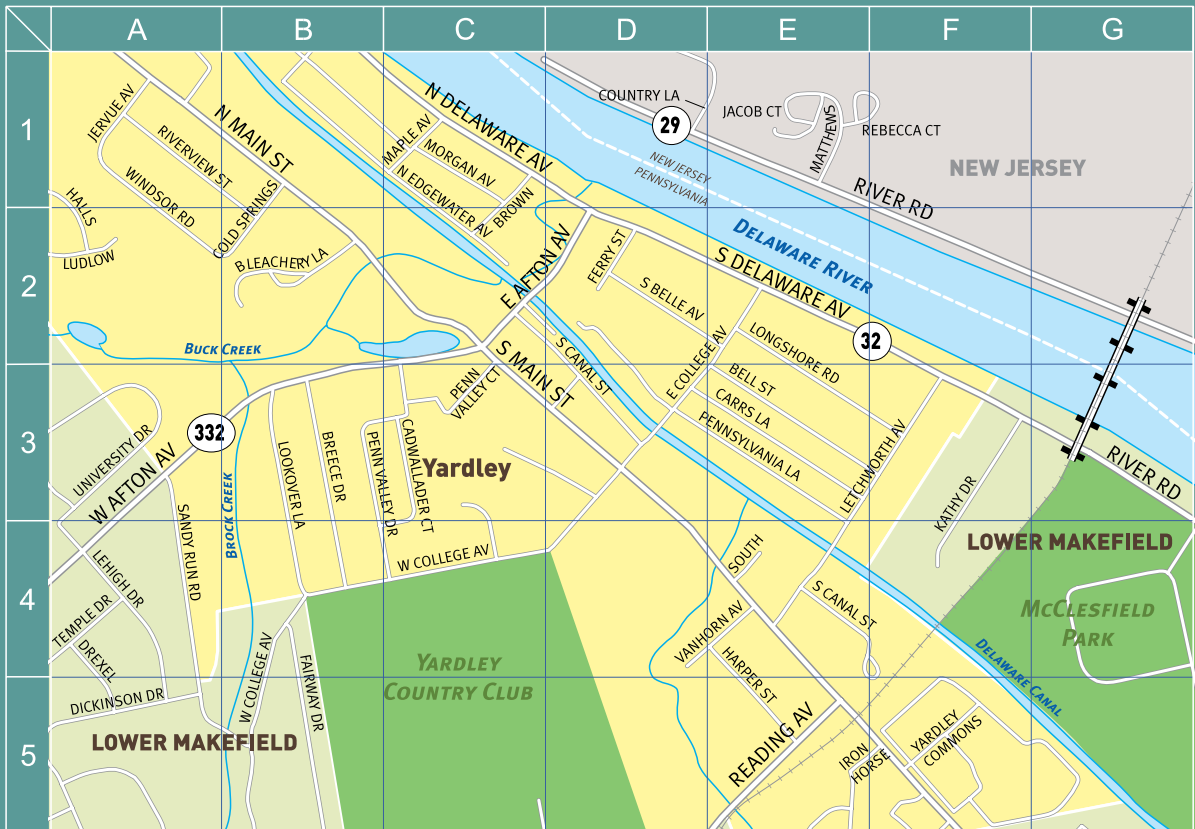 A B C D E F G
1
2
3
4
5
COUNTRY LA
29
JACOB CT
MATTHEWS
REBECCA CT
NEW JERSEY
RIVER RD
NEW JERSEY
PENNSYLVANIA
DELAWARE RIVER
N DELAWARE AV
N MAIN ST
JERVUE AV
RIVERVIEW ST
WINDSOR RD
COLD SPRINGS
HALLS
LUDLOW
BLEACHERY LA
MAPLE AV
MORGAN AV
N EDGEWATER AV
BROWN
E AFTON AV
FERRY ST
S DELAWARE AV
S BELLE AV
32
LONGSHORE RD
E COLLEGE AV
BELL ST
CARRS LA
PENNSYLVANIA LA
LETCHWORTH AV
BUCK CREEK
S MAIN ST
S CANAL ST
PENN
VALLEY CT
332
UNIVERSITY DR
W AFTON AV
BROCK CREEK
SANDY RUN RD
LOOKOVER LA
BREECE DR
PENN VALLEY DR
CADWALADER CT
Yardley
W COLLEGE AV
KATHY DR
RIVER RD
LOWER MAKEFIELD
MCCLESFIELD
PARK
DELAWARE CANAL
SOUTH
S CANAL ST
VANHORN AV
HARPER ST
READING AV
IRON
HORSE
YARDLEY
COMMONS
LEHIGH DR
TEMPLE DR
DREXEL
DICKINSON DR
W COLLEGE AV
FAIRWAY DR
LOWER MAKEFIELD
YARDLEY
COUNTRY CLUB